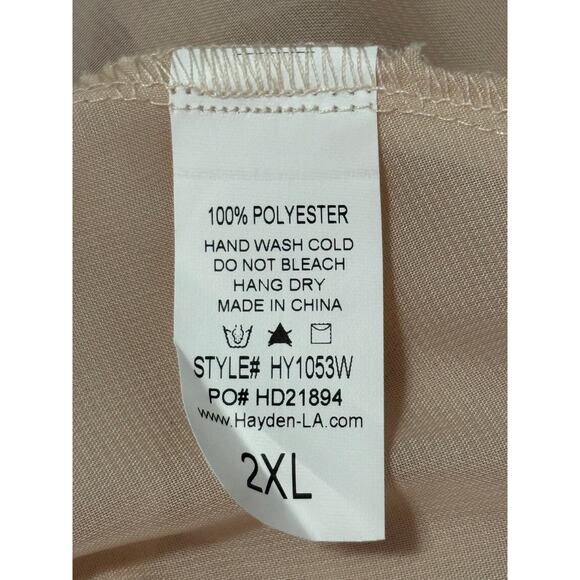 100% POLYESTER
HAND WASH COLD
DO NOT BLEACH
HANG DRY
MADE IN CHINA
STYLE# HY1053W
PO# HD21894
www.Hayden-LA.com
2XL